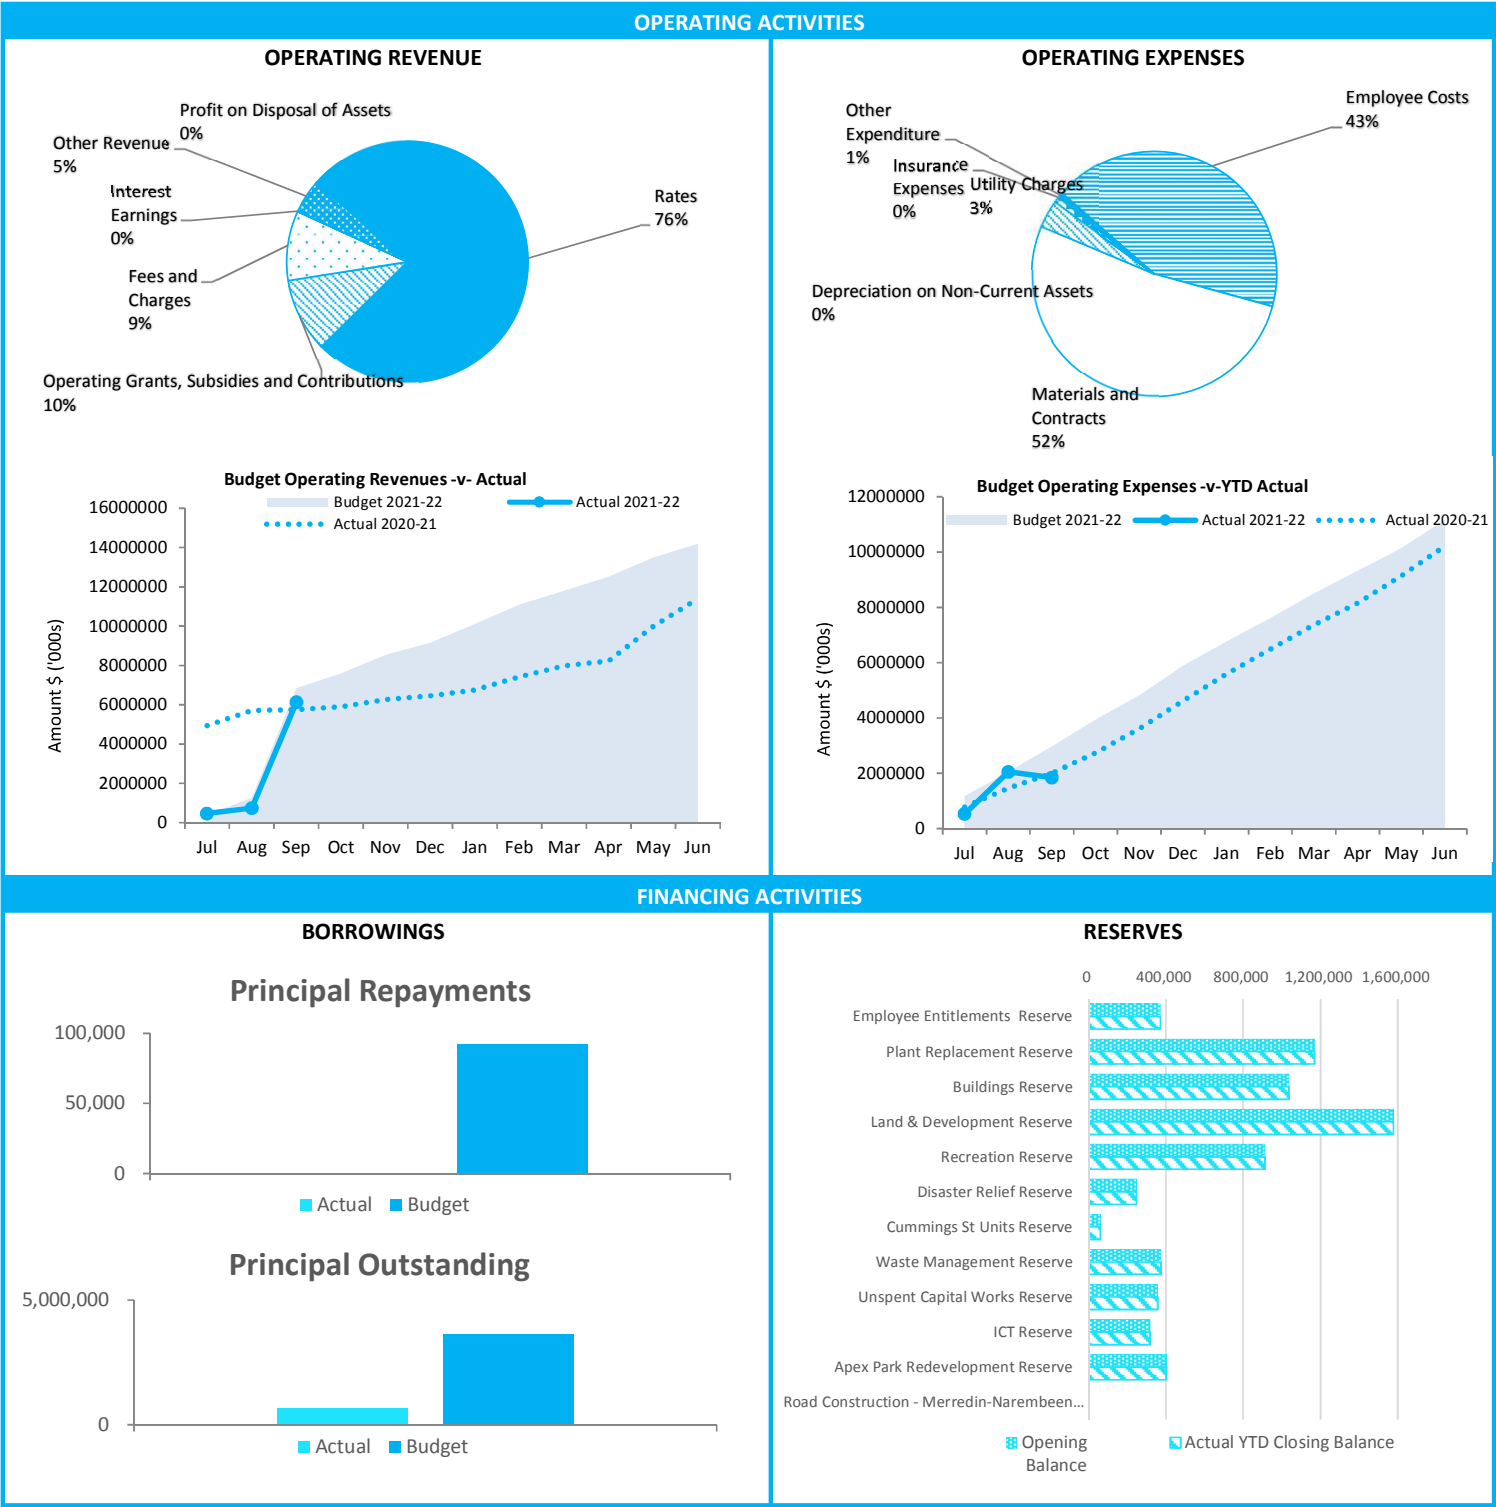 OPERATING ACTIVITIES
OPERATING REVENUE
Profit on Disposal of Assets
0%
Other Revenue
5%
Interest
Earnings
0%
Fees and
Charges
9%
Operating Grants, Subsidies and Contributions
10%
Rates
76%
OPERATING EXPENSES
Employee Costs
43%
Other
Expenditure
1%
Insurance
Expenses
0%
Utility Charges
3%
Depreciation on Non-Current Assets
0%
Materials and
Contracts
52%
Budget Operating Revenues -v- Actual
Budget 2021-22
Actual 2021-22
Actual 2020-21
16000000
14000000
12000000
10000000
8000000
6000000
4000000
2000000
0
Amount $ ('000s)
Jul Aug Sep Oct Nov Dec Jan Feb Mar Apr May Jun
Budget Operating Expenses -v-YTD Actual
Budget 2021-22
Actual 2021-22
Actual 2020-21
12000000
10000000
8000000
6000000
4000000
2000000
0
Amount $ ('000s)
Jul Aug Sep Oct Nov Dec Jan Feb Mar Apr May Jun
FINANCING ACTIVITIES
BORROWINGS
Principal Repayments
100,000
50,000
0
Actual Budget
Principal Outstanding
5,000,000
0
Actual Budget
RESERVES
0 400,000 800,000 1,200,000 1,600,000
Employee Entitlements Reserve
Plant Replacement Reserve
Buildings Reserve
Land & Development Reserve
Recreation Reserve
Disaster Relief Reserve
Cummings St Units Reserve
Waste Management Reserve
Unspent Capital Works Reserve
ICT Reserve
Apex Park Redevelopment Reserve
Road Construction - Merredin-Narembeen...
Opening
Balance
Actual YTD Closing Balance